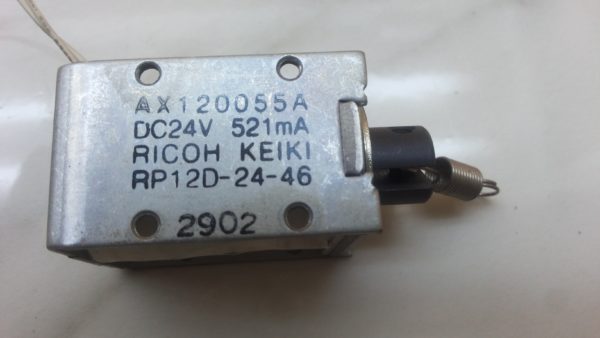 AX120055A
DC24V 521mA
RICOH KEIKI
RP12D-24-46
2902